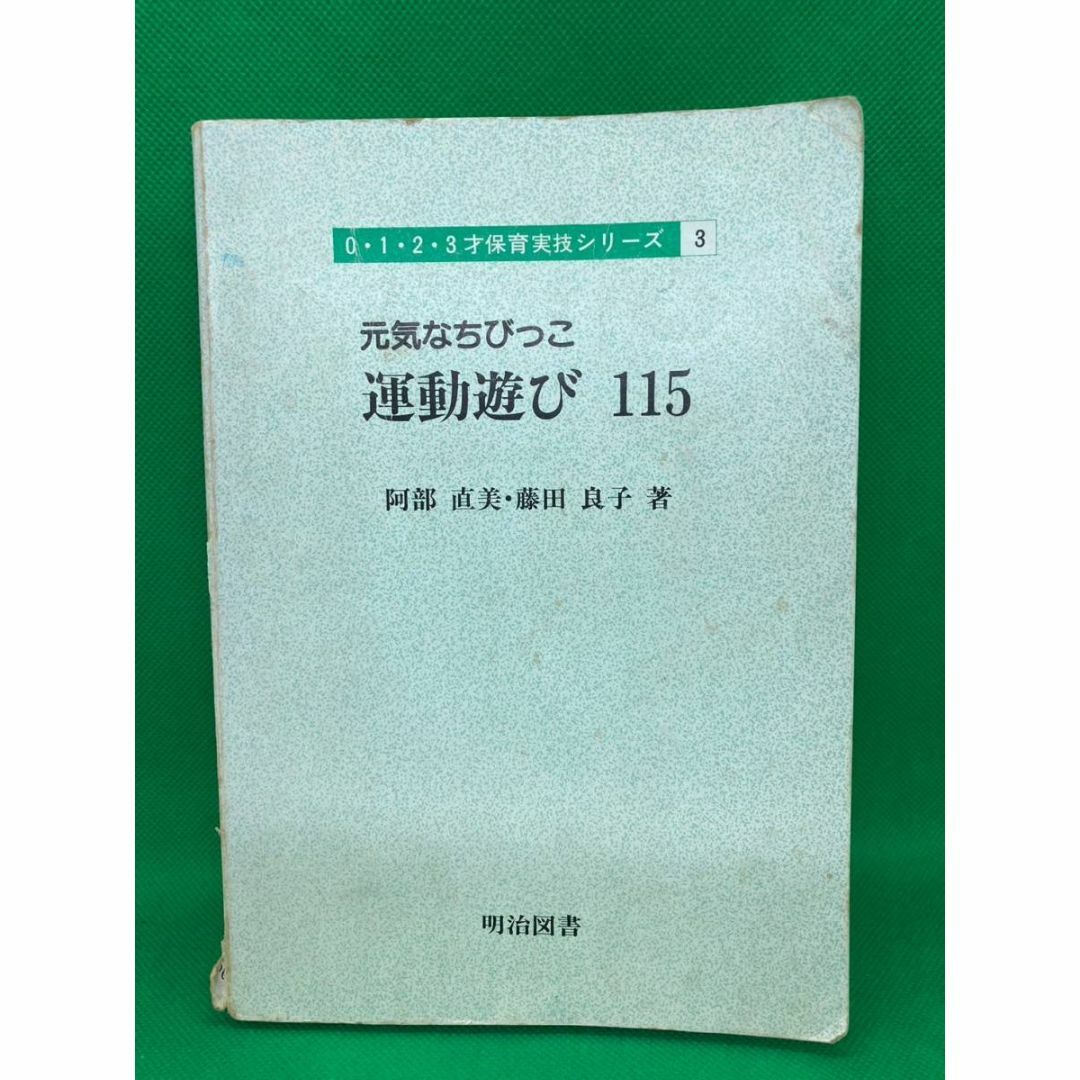 0・1・2・3才保育実技シリーズ 3
元気なちびっこ
運動遊び 115
阿部 直美・藤田 良子 著
明治図書